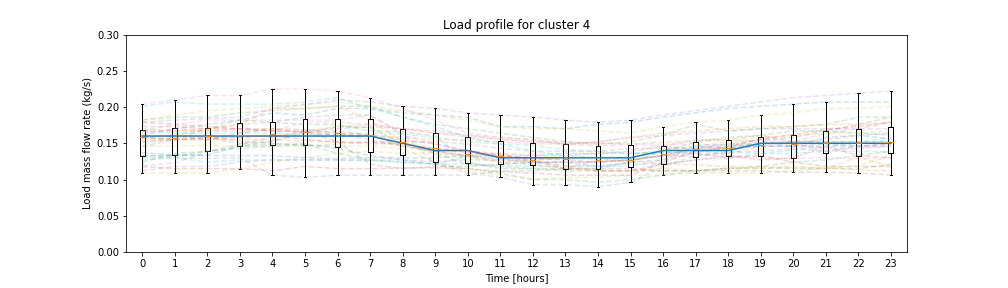 Load profile for cluster 4
Load mass flow rate (kg/s)
0.30
0.25
0.20
0.15
0.10
0.05
0.00
0 1 2 3 4 5 6 7 8 9 10 11 12 13 14 15 16 17 18 19 20 21 22 23
Time [hours]